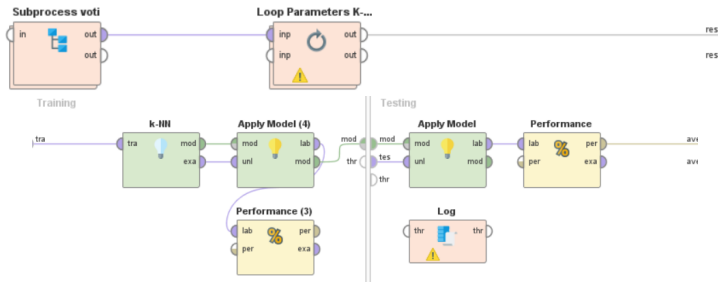 Subprocess voti
Loop Parameters K-...
in out inp out res
out inp out res
Training
Testing
k-NN
Apply Model (4)
Apply Model
Performance
tra
tra mod mod lab mod mod mod lab lab per ave
exa unl mod thr tes unl mod per exa ave
thr
Performance (3)
Log
lab per thr thr
per exa